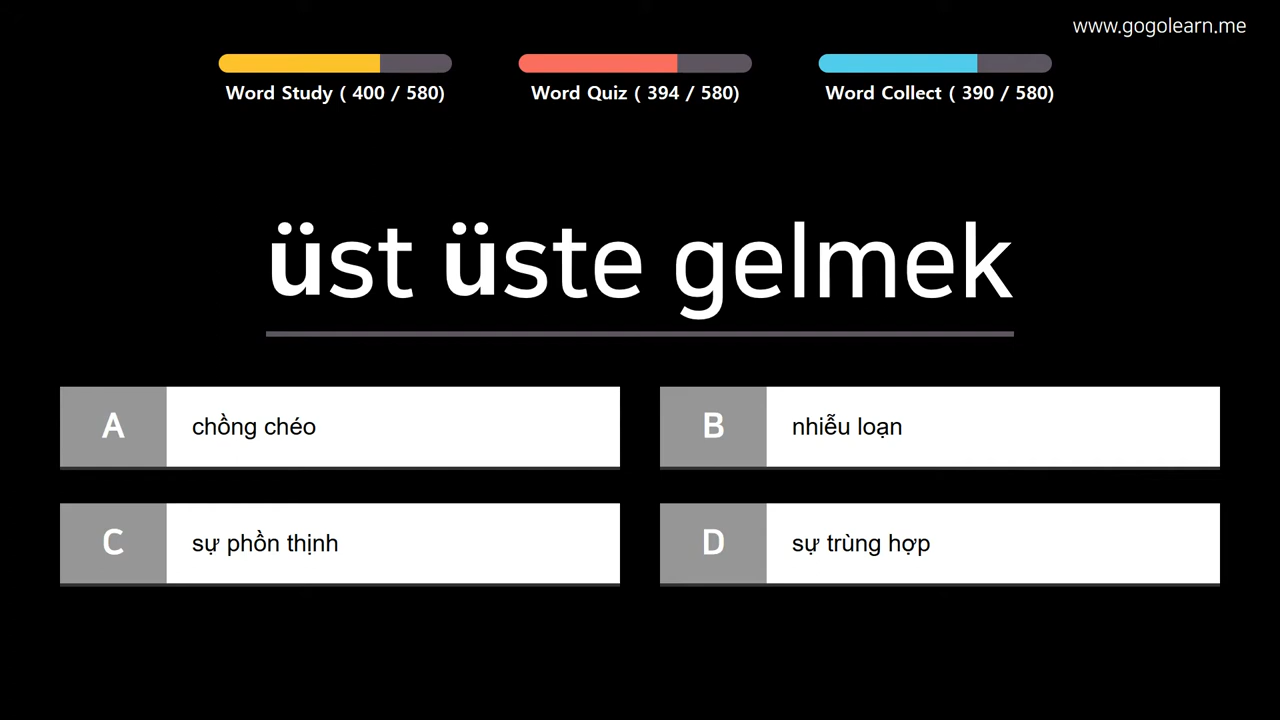 www.gogolearn.me
Word Study ( 400 / 580)
Word Quiz ( 394 / 580)
Word Collect ( 390 / 580)
üst üste gelmek
A chồng chéo
B nhiễu loạn
C sự phồn thịnh
D sự trùng hợp